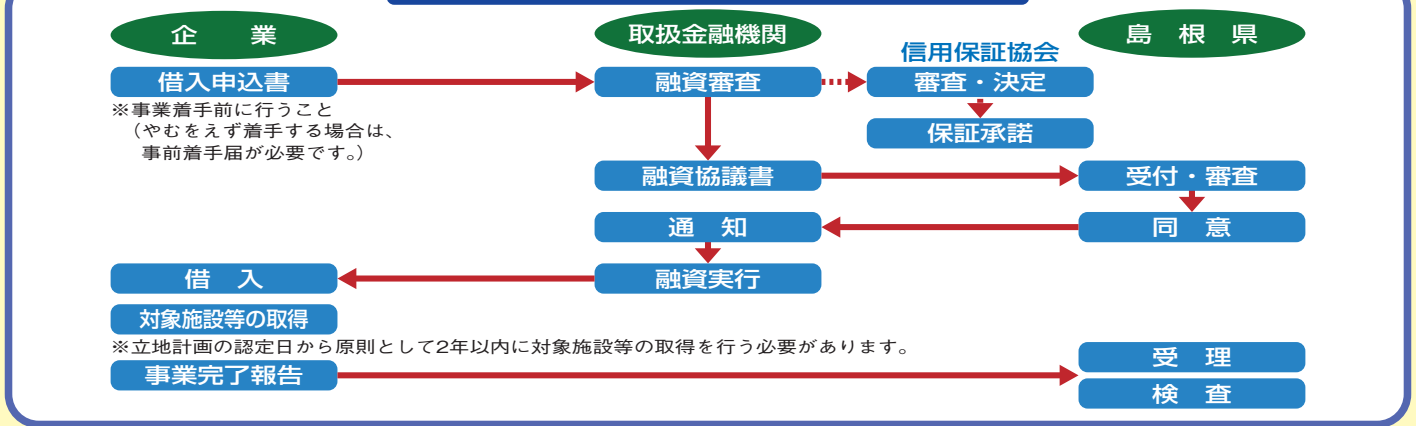 企　業
取扱金融機関
島　根　県
信用保証協会
借入申込書
融資審査
審査・決定
※事業着手前に行うこと
（やむをえず着手する場合は、
事前着手届が必要です。）
保証承諾
融資協議書
受付・審査
通　知
同　意
借　入
融資実行
対象施設等の取得
※立地計画の認定日から原則として2年以内に対象施設等の取得を行う必要があります。
受　理
事業完了報告
検　査